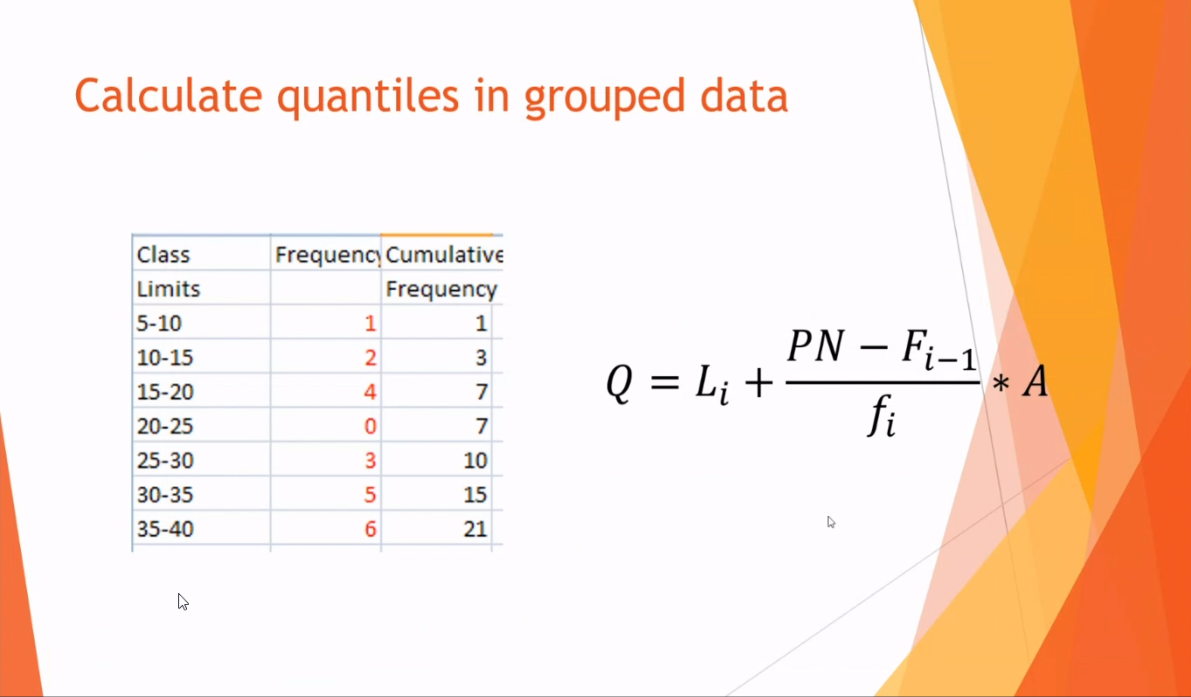 Calculate quantiles in grouped data
Class Frequency Cumulative
Limits Frequency
5-10 1 1
10-15 2 3
15-20 4 7
20-25 0 7
25-30 3 10
30-35 5 15
35-40 6 21
Q = L_i + \frac{PN - F_{i-1}}{f_i} * A